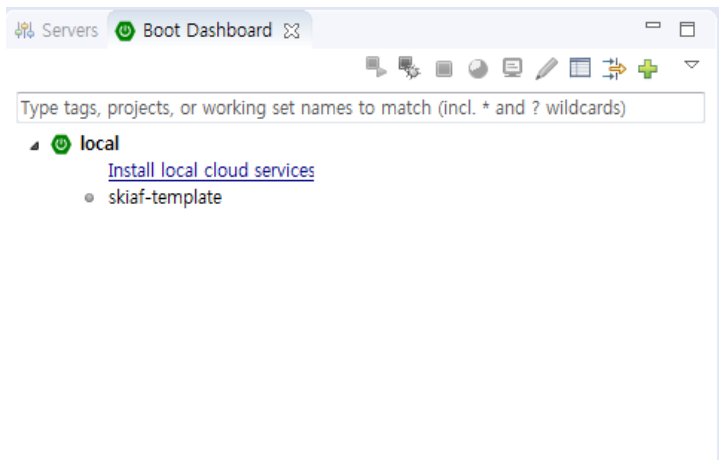 Servers Boot Dashboard
Type tags, projects, or working set names to match (incl. * and ? wildcards)
local
Install local cloud services
skiaf-template